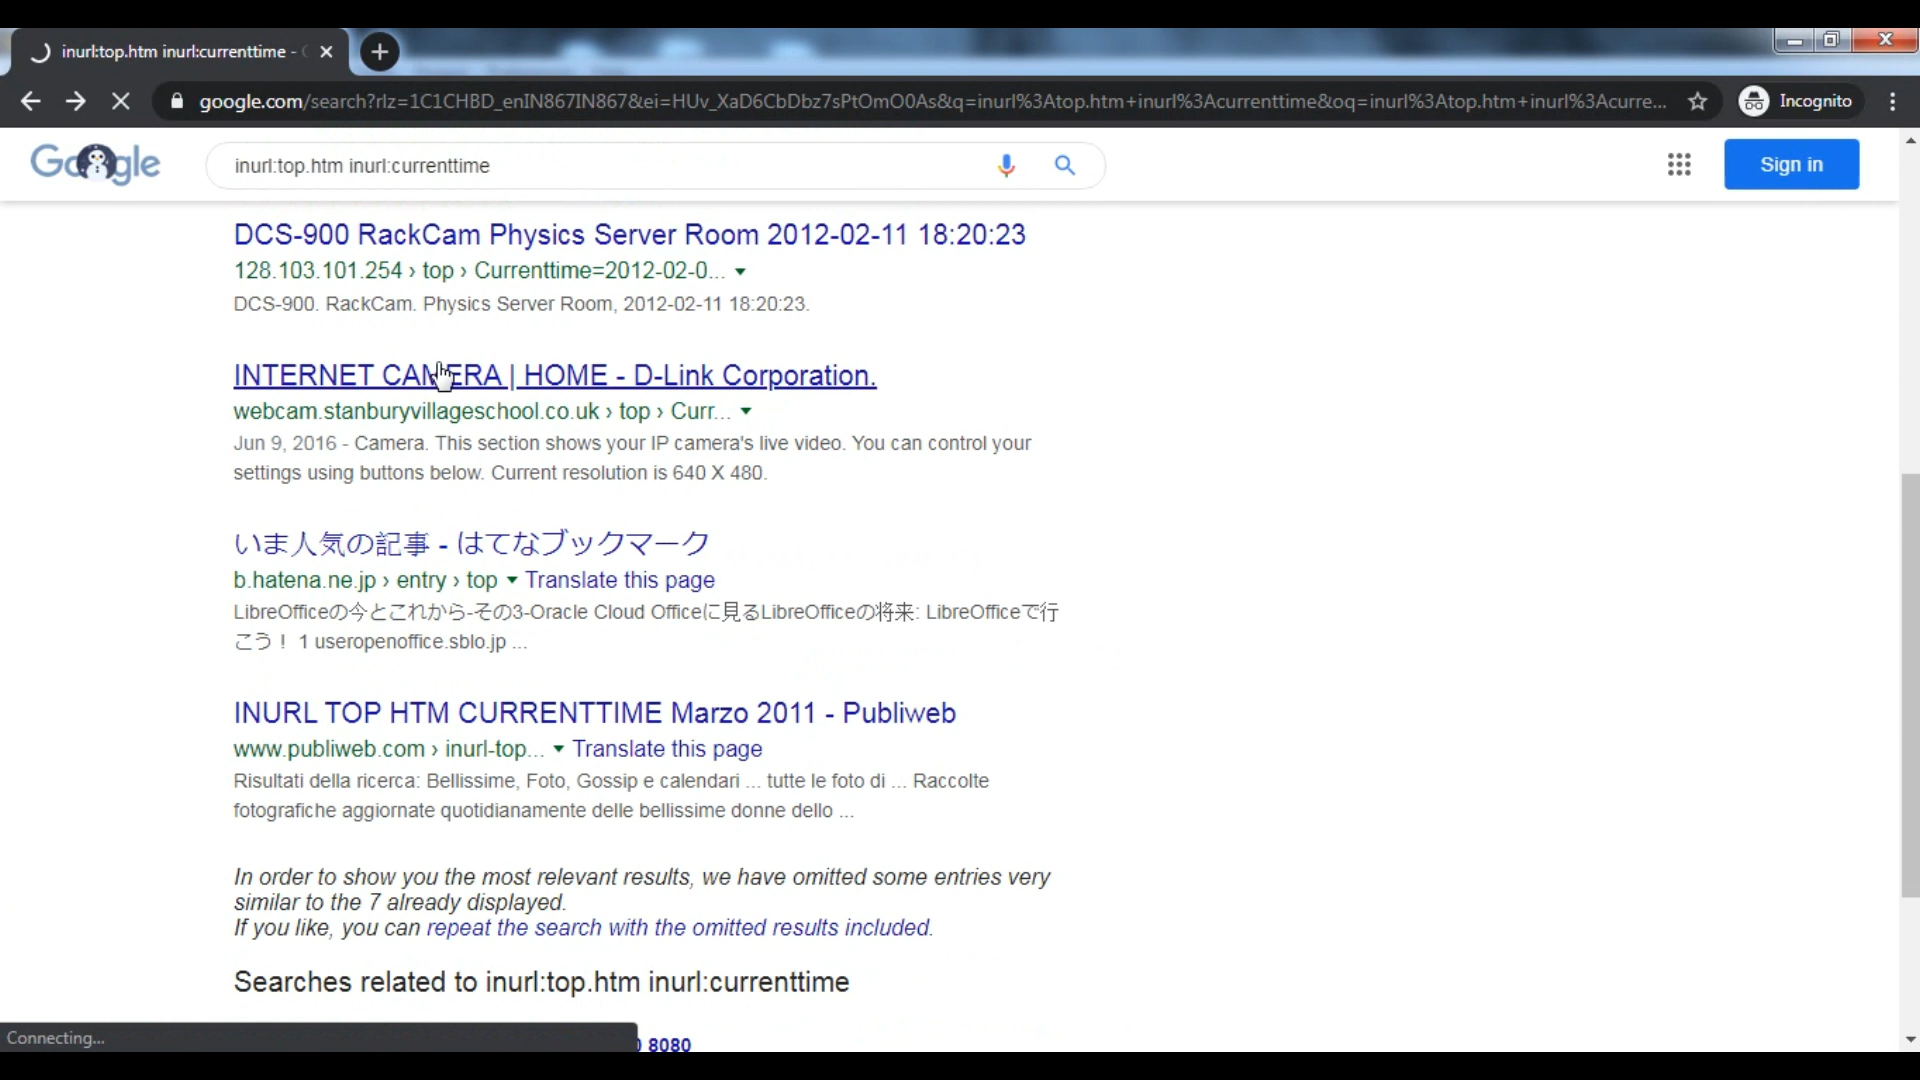 inurl:top.htm inurl:currenttime -
google.com/search?rlz=1C1CHBD_enIN867IN867&ei=HUv_XaD6CbDbz7sPtOmO0As&q=inurl%3Atop.htm+inurl%3Acurrenttime&oq=inurl%3Atop.htm+inurl%3Acurre...
Incognito
Google
inurl:top.htm inurl:currenttime
Sign in
DCS-900 RackCam Physics Server Room 2012-02-11 18:20:23
128.103.101.254 › top › Currenttime=2012-02-0...
DCS-900. RackCam. Physics Server Room, 2012-02-11 18:20:23.
INTERNET CAMERA | HOME - D-Link Corporation.
webcam.stanburyvillageschool.co.uk › top › Curr...
Jun 9, 2016 - Camera. This section shows your IP camera's live video. You can control your
settings using buttons below. Current resolution is 640 X 480.
いま人気の記事 - はてなブックマーク
b.hatena.ne.jp › entry › top Translate this page
LibreOfficeの今とこれから-その3-Oracle Cloud Officeに見るLibreOfficeの将来: LibreOfficeで行
こう！ 1 useropenoffice.sblo.jp ...
INURL TOP HTM CURRENTTIME Marzo 2011 - Publiweb
www.publiweb.com › inurl-top... Translate this page
Risultati della ricerca: Bellissime, Foto, Gossip e calendari ... tutte le foto di ... Raccolte
fotografiche aggiornate quotidianamente delle bellissime donne dello ...
In order to show you the most relevant results, we have omitted some entries very
similar to the 7 already displayed.
If you like, you can repeat the search with the omitted results included.
Searches related to inurl:top.htm inurl:currenttime
Connecting...
8080